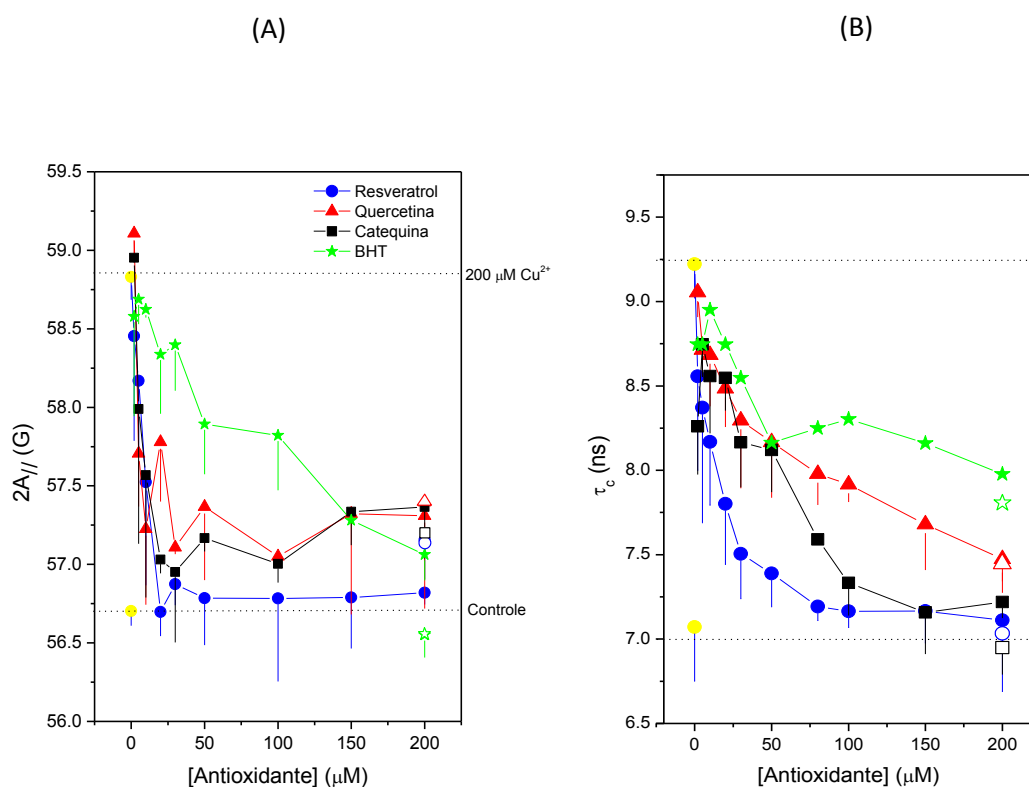 (A)
(B)
59.5
59.0
58.5
58.0
57.5
57.0
56.5
56.0
2A// (G)
Resveratrol
Quercetina
Catequina
BHT
200 μM Cu²⁺
Controle
0 50 100 150 200
[Antioxidante] (μM)
9.5
9.0
8.5
8.0
7.5
7.0
6.5
τc (ns)
0 50 100 150 200
[Antioxidante] (μM)